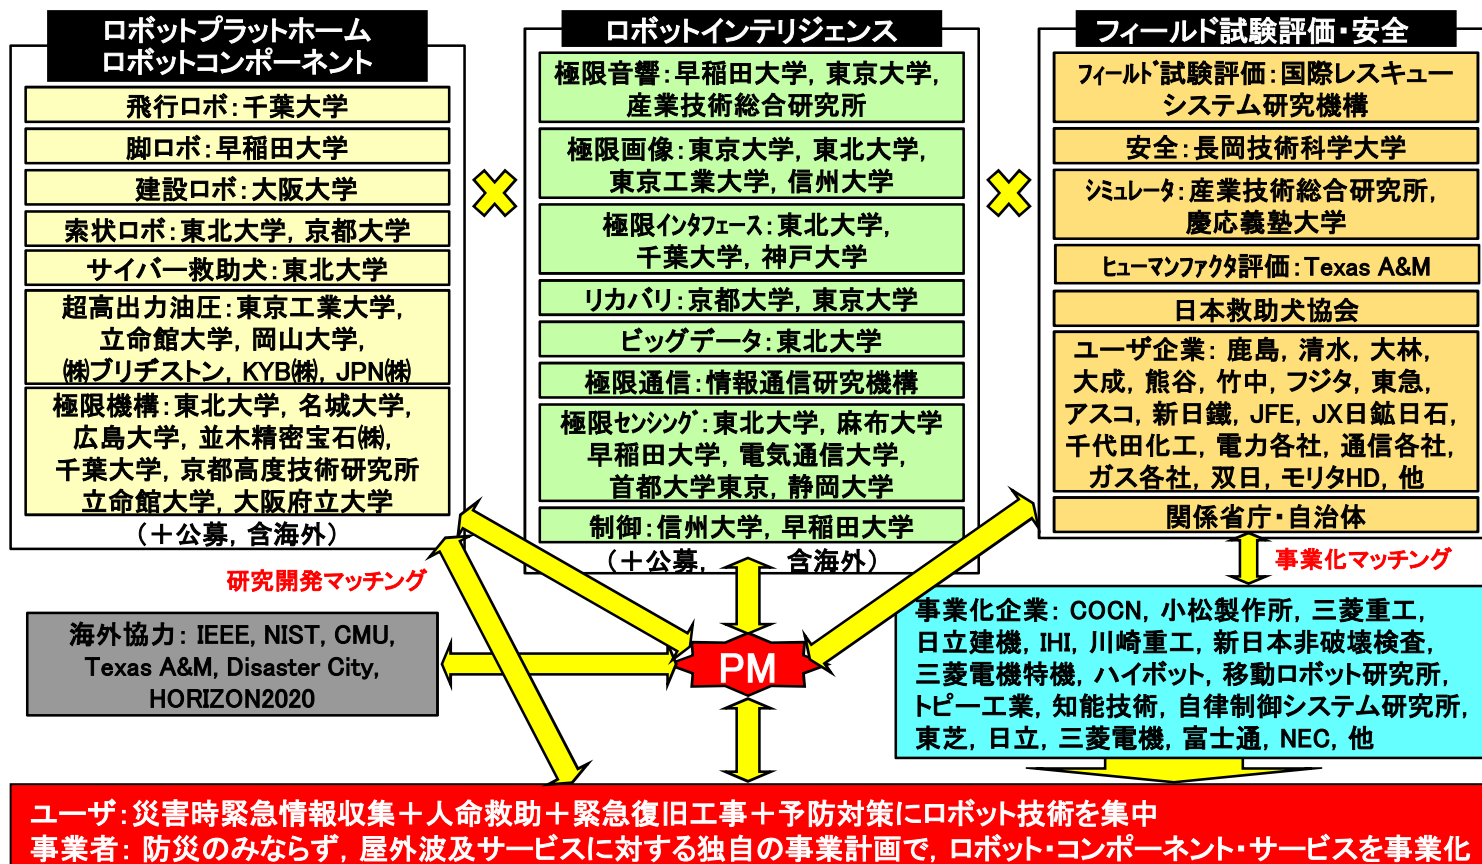 ロボットプラットホーム
ロボットコンポーネント
飛行ロボ：千葉大学
脚ロボ：早稲田大学
建設ロボ：大阪大学
索状ロボ：東北大学，京都大学
サイバー救助犬：東北大学
超高出力油圧：東京工業大学，
立命館大学，岡山大学，
㈱ブリヂストン，KYB㈱，JPN㈱
極限機構：東北大学，名城大学，
広島大学，並木精密宝石㈱，
千葉大学，京都高度技術研究所
立命館大学，大阪府立大学
（＋公募，含海外）
ロボットインテリジェンス
極限音響：早稲田大学，東京大学，
産業技術総合研究所
極限画像：東京大学，東北大学，
東京工業大学，信州大学
極限ｲﾝﾀﾌｪｰｽ：東北大学，
千葉大学，神戸大学
リカバリ：京都大学，東京大学
ビッグデータ：東北大学
極限通信：情報通信研究機構
極限ｾﾝｼﾝｸﾞ：東北大学，麻布大学
早稲田大学，電気通信大学，
首都大学東京，静岡大学
制御：信州大学，早稲田大学
（＋公募，含海外）
フィールド試験評価・安全
ﾌｨｰﾙﾄﾞ試験評価：国際レスキュー
システム研究機構
安全：長岡技術科学大学
ｼﾐｭﾚｰﾀ：産業技術総合研究所，
慶応義塾大学
ﾋｭｰﾏﾝﾌｧｸﾀ評価：Texas A&M
日本救助犬協会
ユーザ企業： 鹿島，清水，大林，
大成，熊谷，竹中，フジタ，東急，
アスコ，新日鐵，JFE，JX日鉱日石，
千代田化工，電力各社，通信各社，
ガス各社，双日，モリタHD，他
関係省庁・自治体
研究開発マッチング
事業化マッチング
海外協力： IEEE, NIST, CMU,
Texas A&M, Disaster City,
HORIZON2020
PM
事業化企業： COCN，小松製作所，三菱重工，
日立建機，IHI，川崎重工，新日本非破壊検査，
三菱電機特機，ハイボット，移動ロボット研究所，
トピー工業，知能技術，自律制御システム研究所，
東芝，日立，三菱電機，富士通，NEC，他
ユーザ：災害時緊急情報収集＋人命救助＋緊急復旧工事＋予防対策にロボット技術を集中
事業者： 防災のみならず，屋外波及サービスに対する独自の事業計画で，ロボット・コンポーネント・サービスを事業化